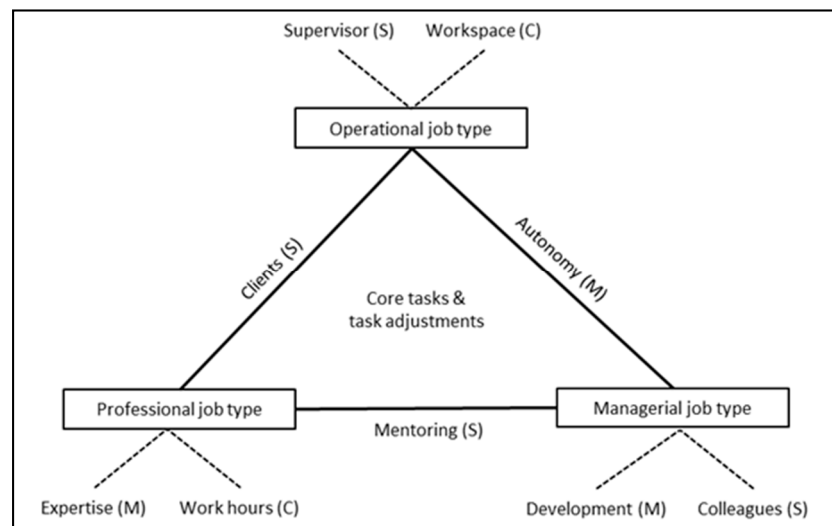 Supervisor (S) Workspace (C)
Operational job type
Clients (S)
Autonomy (M)
Core tasks &
task adjustments
Professional job type
Managerial job type
Mentoring (S)
Expertise (M) Work hours (C)
Development (M) Colleagues (S)